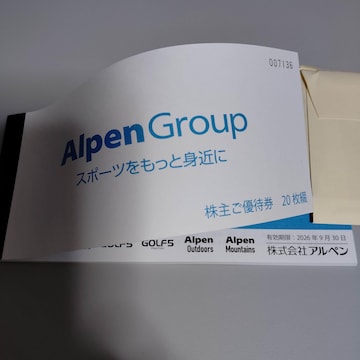 007136
Alpen Group
スポーツをもっと身近に
株主ご優待券 20枚綴
GOLF5 GOLF5 Alpen Outdoors Alpen Mountains
有効期限:2026年9月30日
株式会社アルペン